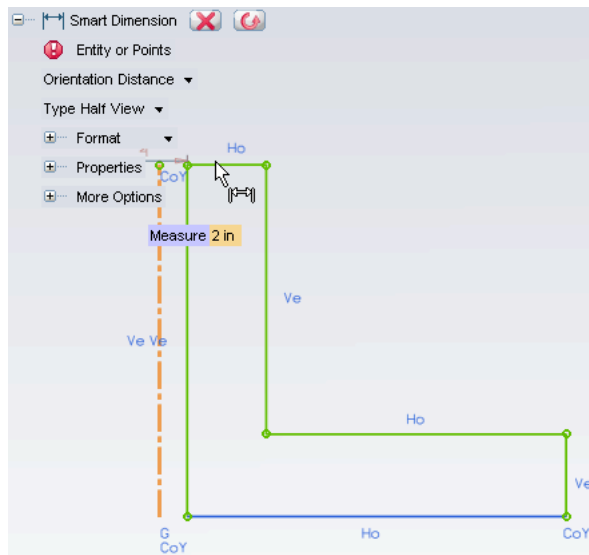 Smart Dimension
Entity or Points
Orientation Distance
Type Half View
Format
Ho
Properties
CoY
More Options
Measure 2 in
Ve
Ve Ve
Ho
Ve
G
Ho
CoY
CoY